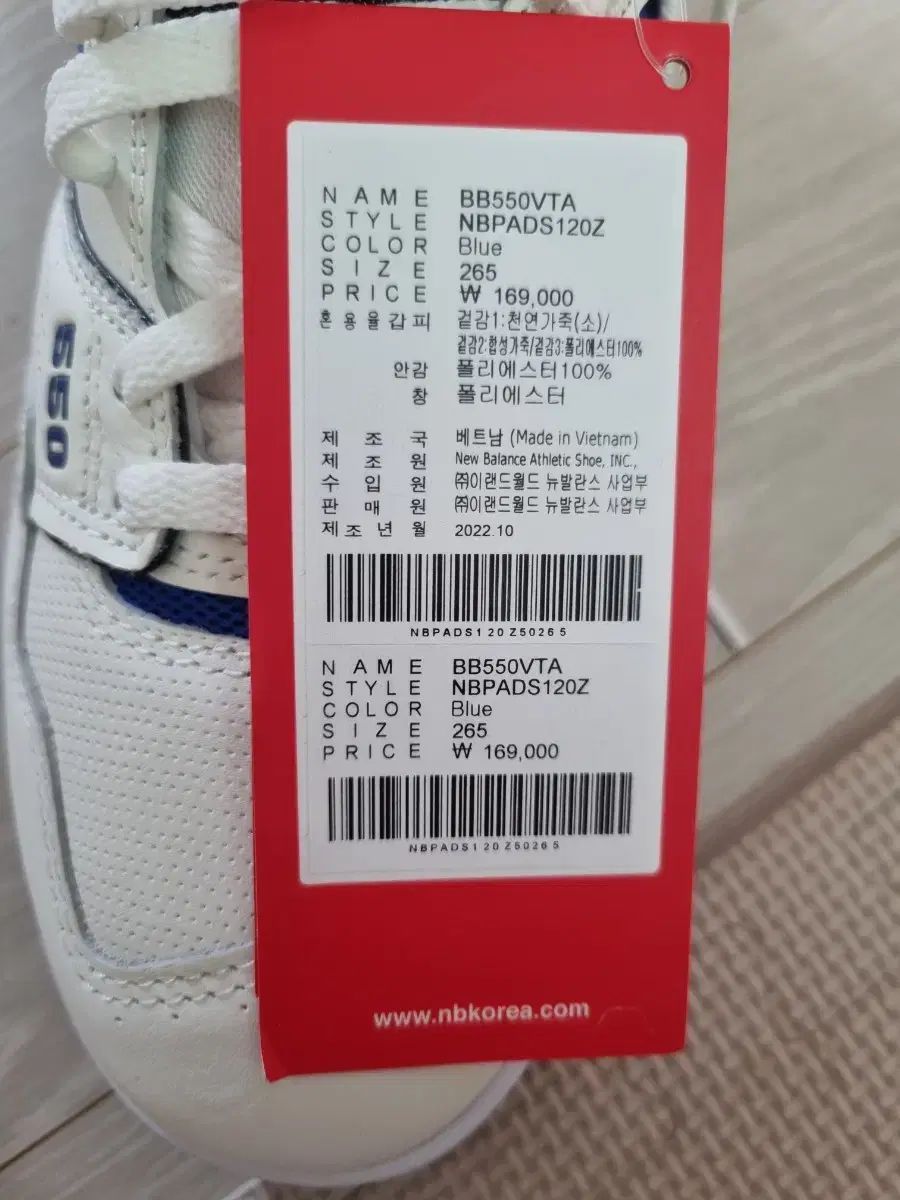 550
NAME BB550VTA
STYLE NBPADS120Z
COLOR Blue
SIZE 265
PRICE ₩ 169,000
혼용율갑피 겉감1:천연가죽(소)/
겉감2:합성가죽/겉감3:폴리에스터100%
안감 폴리에스터100%
창 폴리에스터
제조국 베트남 (Made in Vietnam)
제조원 New Balance Athletic Shoe, INC.,
수입원 ㈜이랜드월드 뉴발란스 사업부
판매원 ㈜이랜드월드 뉴발란스 사업부
제조년월 2022.10
NBPADS120Z50265
NAME BB550VTA
STYLE NBPADS120Z
COLOR Blue
SIZE 265
PRICE ₩ 169,000
NBPADS120Z50265
www.nbkorea.com